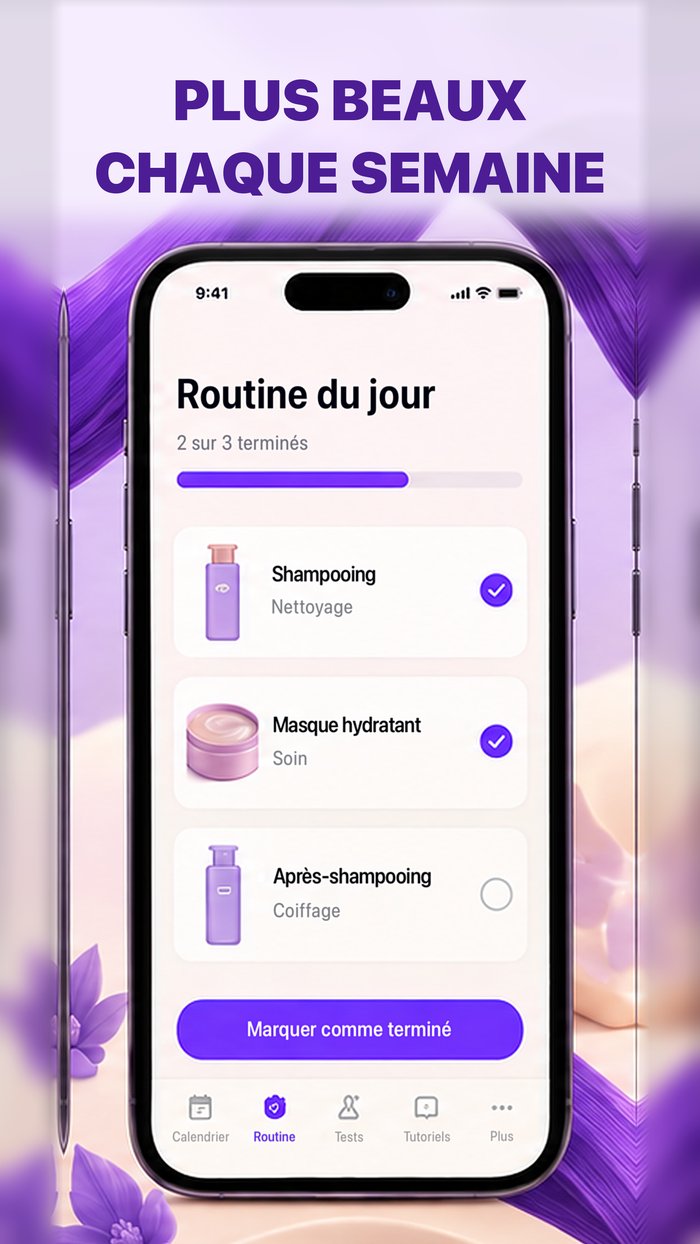 PLUS BEAUX
CHAQUE SEMAINE
9:41
Routine du jour
2 sur 3 terminés
Shampooing
Nettoyage
Masque hydratant
Soin
Après-shampooing
Coiffage
Marquer comme terminé
Calendrier
Routine
Tests
Tutoriels
Plus